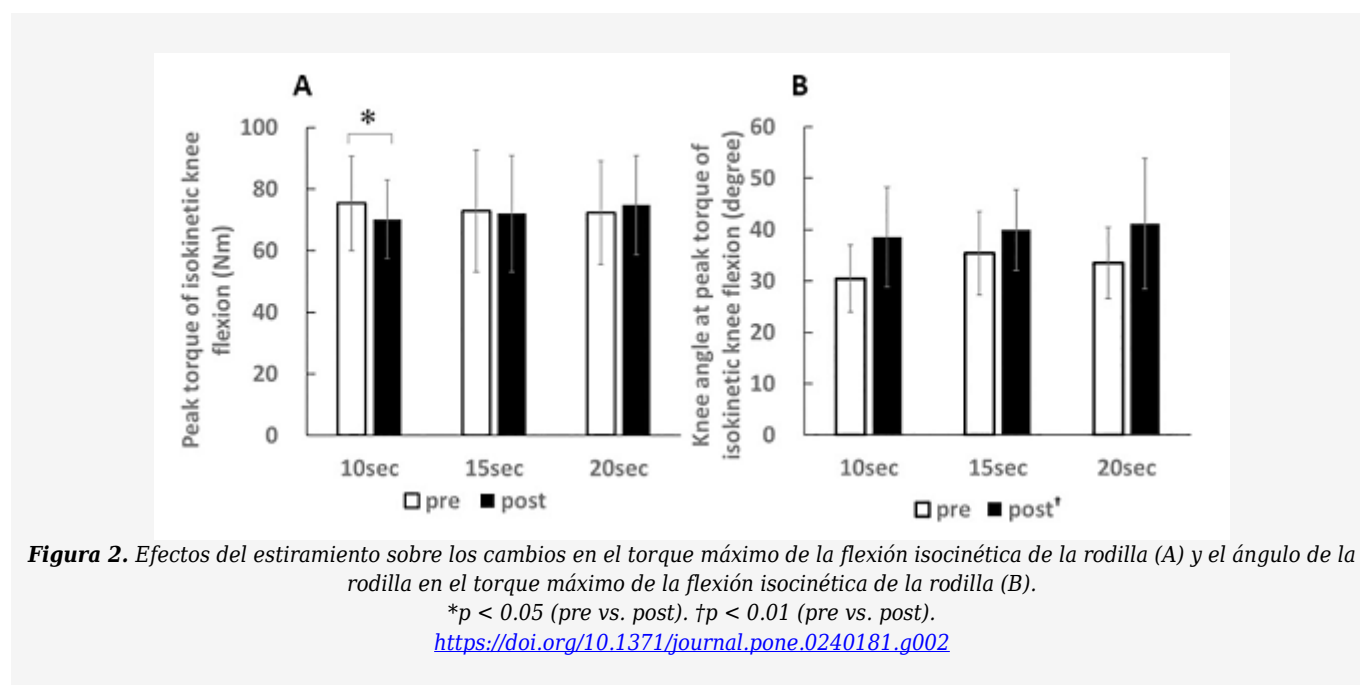 A
*
Peak torque of isokinetic knee
flexion (Nm)
100
80
60
40
20
0
10sec 15sec 20sec
□ pre ■ post
B
Knee angle at peak torque of
isokinetic knee flexion (degree)
60
50
40
30
20
10
0
10sec 15sec 20sec
□ pre ■ post†
Figura 2. Efectos del estiramiento sobre los cambios en el torque máximo de la flexión isocinética de la rodilla (A) y el ángulo de la
rodilla en el torque máximo de la flexión isocinética de la rodilla (B).
*p < 0.05 (pre vs. post). †p < 0.01 (pre vs. post).
https://doi.org/10.1371/journal.pone.0240181.g002